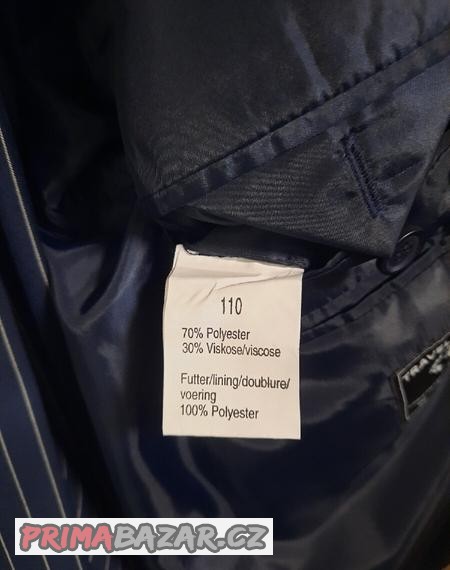 110
70% Polyester
30% Viskose/viscose
Futter/lining/doublure/
voering
100% Polyester
PRIMABAZAR.CZ